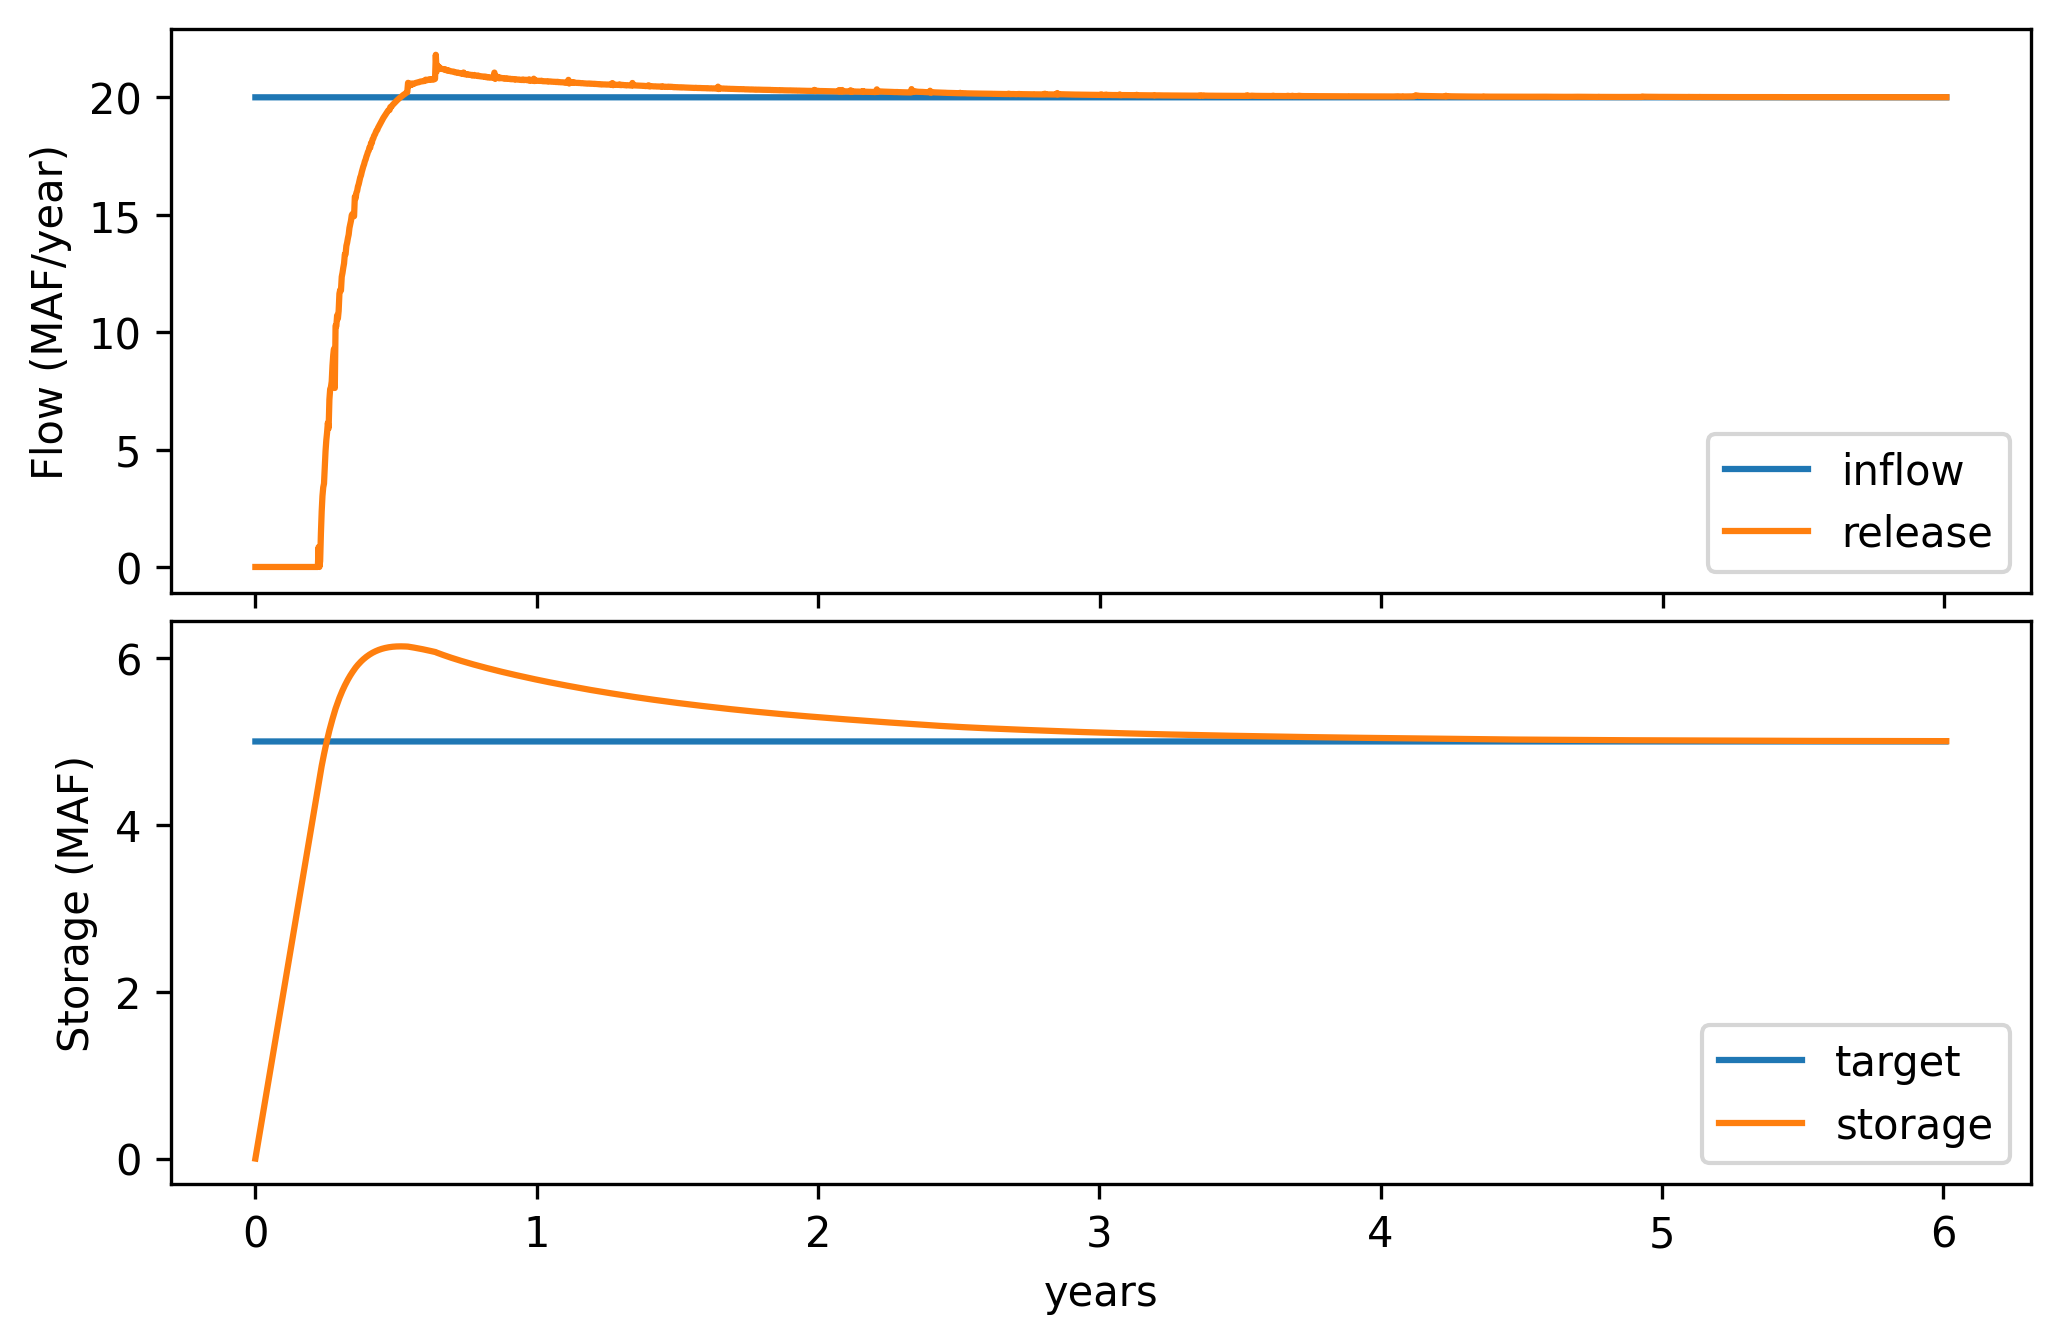 Flow (MAF/year)
20
15
10
5
0
inflow
release
Storage (MAF)
6
4
2
0
target
storage
0 1 2 3 4 5 6
years